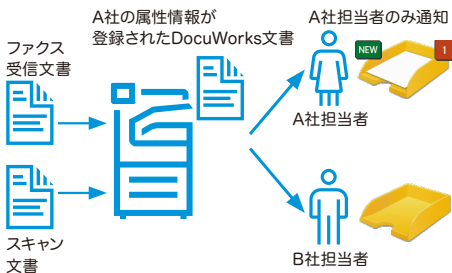 A社の属性情報が
登録されたDocuWorks文書
A社担当者のみ通知
ファクス
受信文書
NEW
1
A社担当者
スキャン
文書
B社担当者